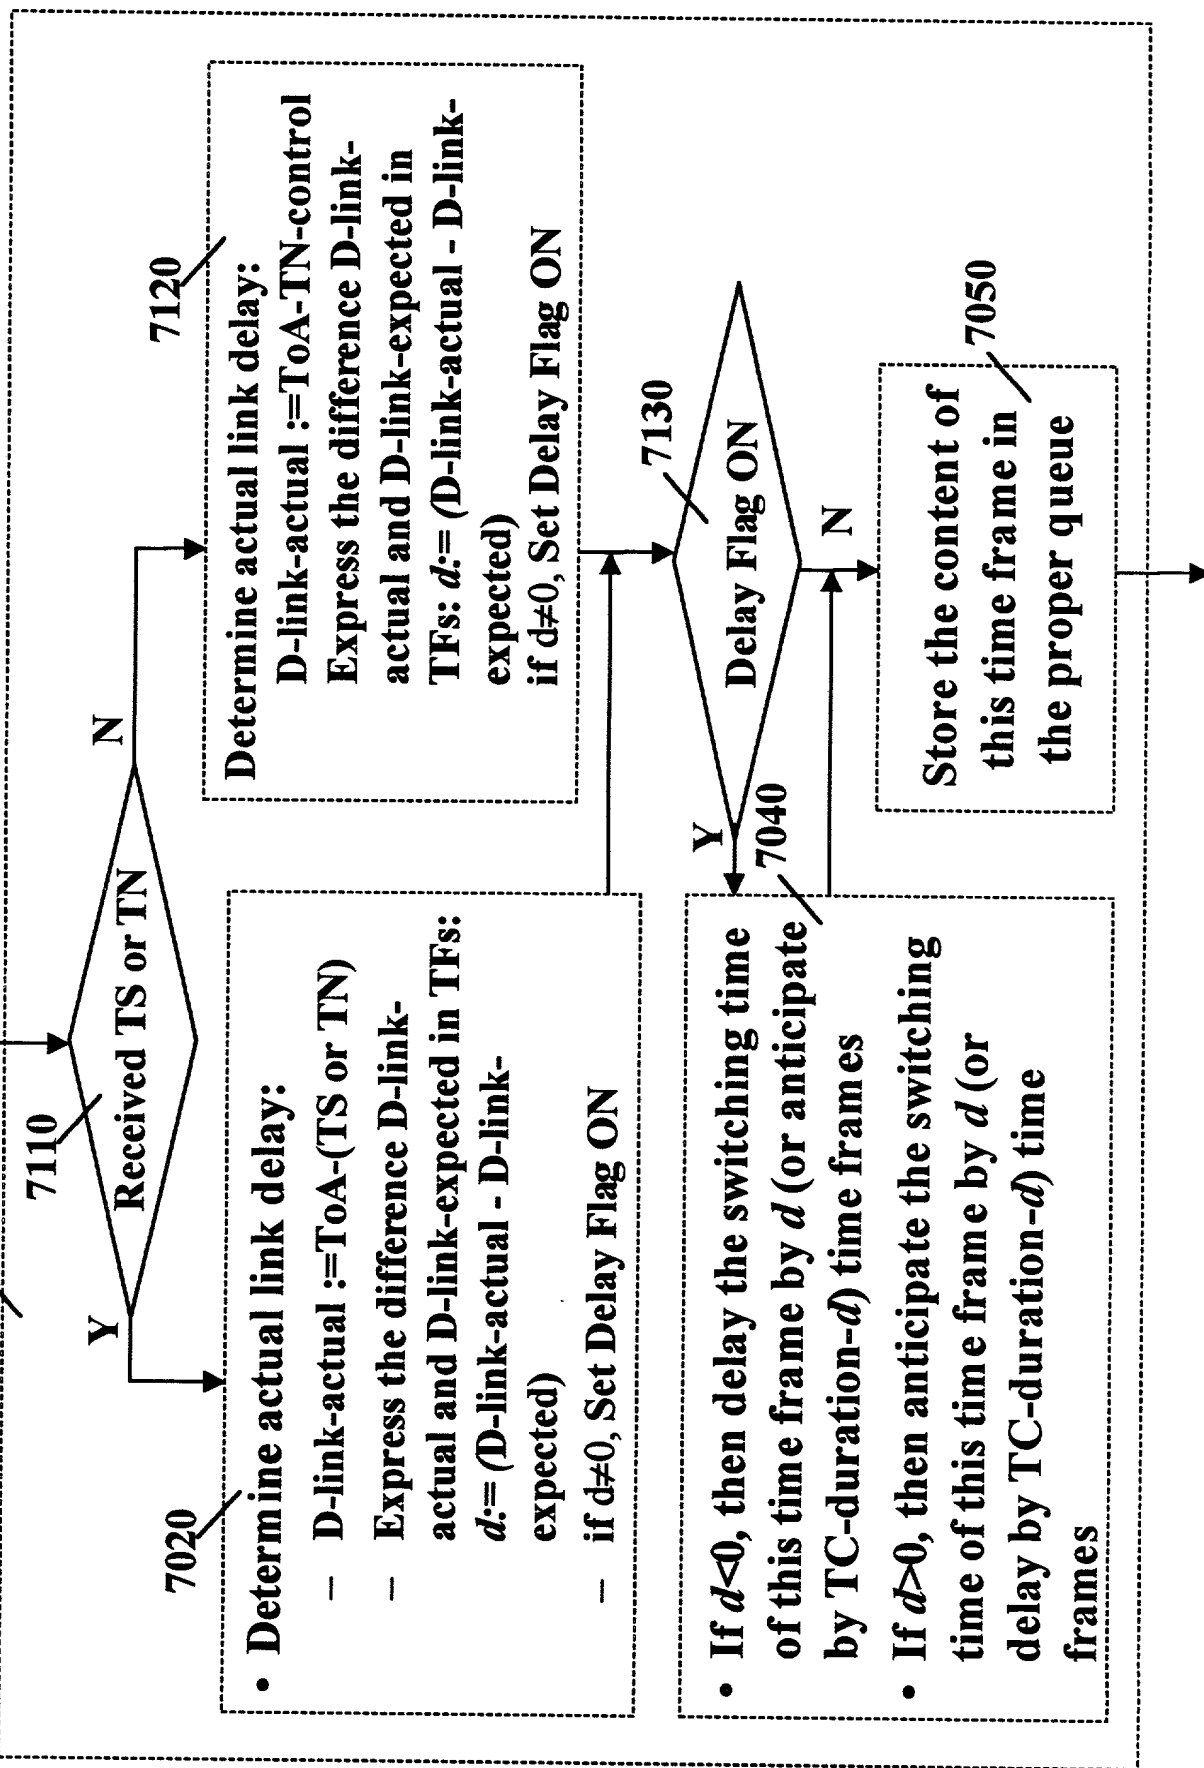 7110
Received TS or TN
Y
N
7020
• Determine actual link delay:
– D-link-actual :=ToA-(TS or TN)
– Express the difference D-link-
actual and D-link-expected in TFs:
d:= (D-link-actual - D-link-
expected)
– if d≠0, Set Delay Flag ON
7120
Determine actual link delay:
D-link-actual :=ToA-TN-control
Express the difference D-link-
actual and D-link-expected in
TFs: d:= (D-link-actual - D-link-
expected)
if d≠0, Set Delay Flag ON
7130
Delay Flag ON
Y
N
7040
• If d<0, then delay the switching time
of this time frame by d (or anticipate
by TC-duration-d) time frames
• If d>0, then anticipate the switching
time of this time frame by d (or
delay by TC-duration-d) time
frames
7050
Store the content of
this time frame in
the proper queue